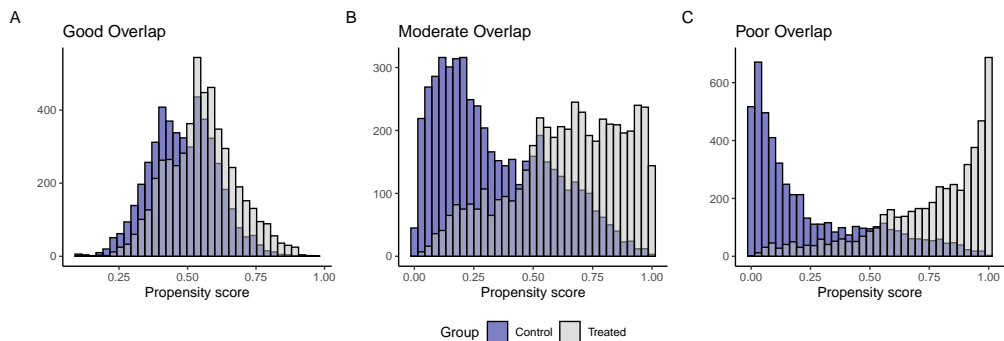 A
Good Overlap
400
200
0
0.25
0.50
0.75
1.00
Propensity score
B
Moderate Overlap
300
200
100
0
0.00
0.25
0.50
0.75
1.00
Propensity score
C
Poor Overlap
600
400
200
0
0.00
0.25
0.50
0.75
1.00
Propensity score
Group
Control
Treated